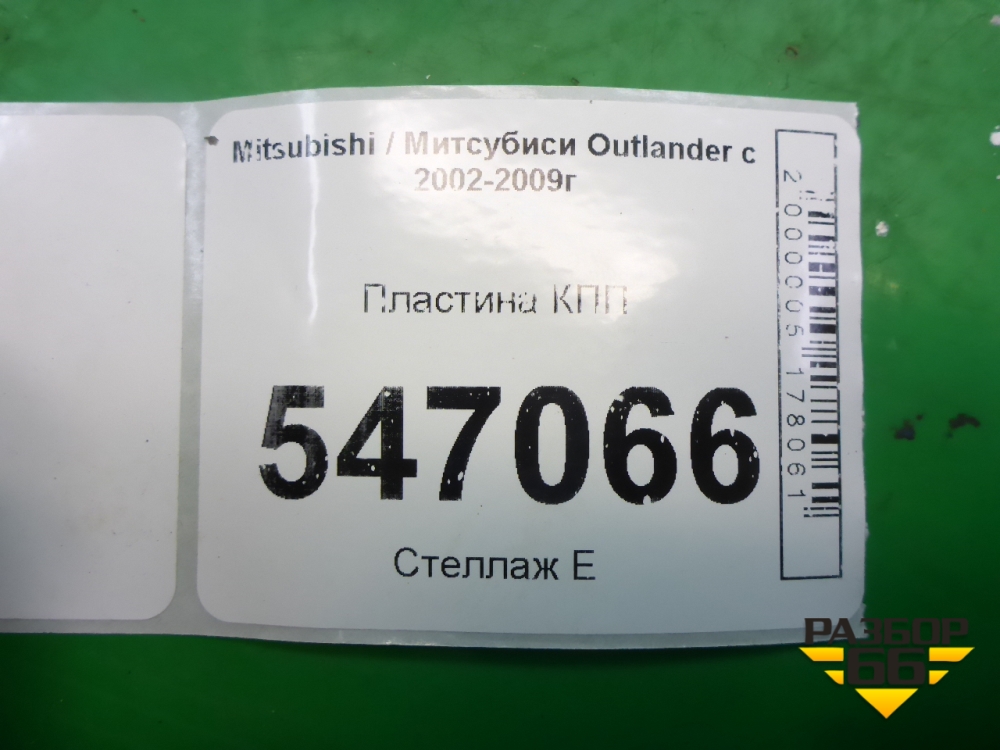 Mitsubishi / Митсубиси Outlander с
2002-2009г
Пластина КПП
547066
Стеллаж Е
2000005178061
РАЗБОР
66